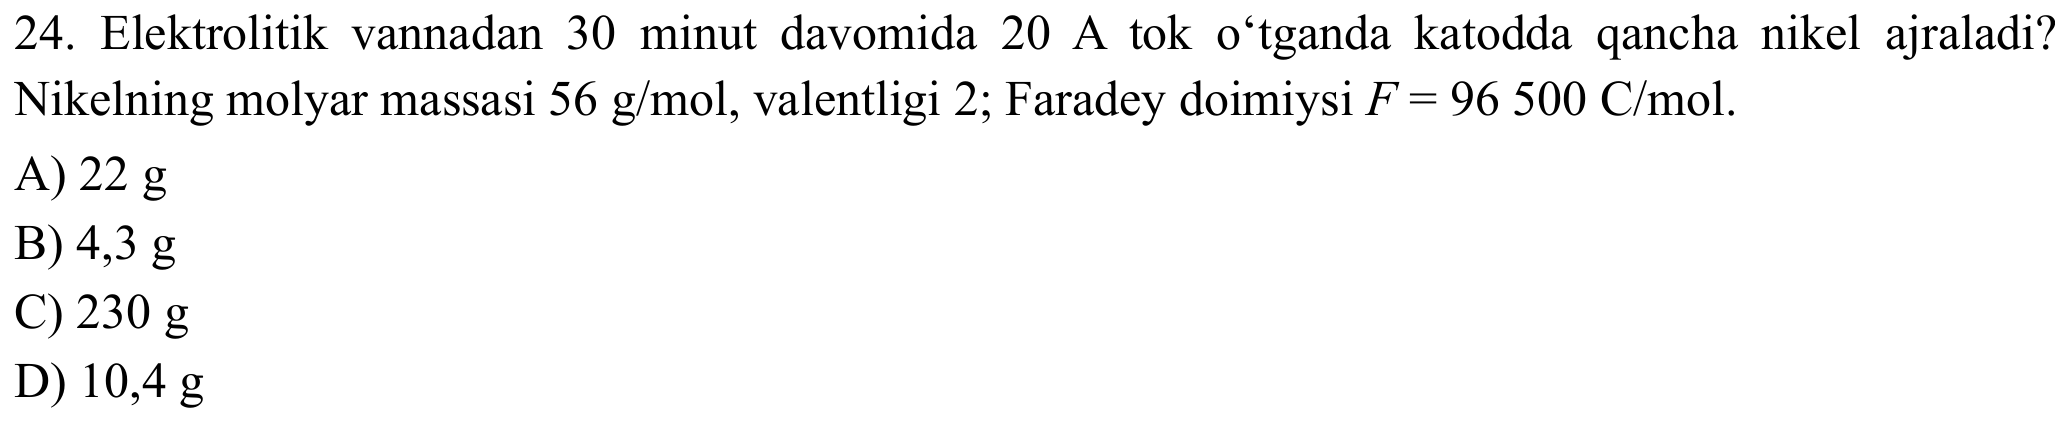 24. Elektrolitik vannadan 30 minut davomida 20 A tok o‘tganda katodda qancha nikel ajraladi?
Nikelning molyar massasi 56 g/mol, valentligi 2; Faradey doimiysi F = 96 500 C/mol.
A) 22 g
B) 4,3 g
C) 230 g
D) 10,4 g